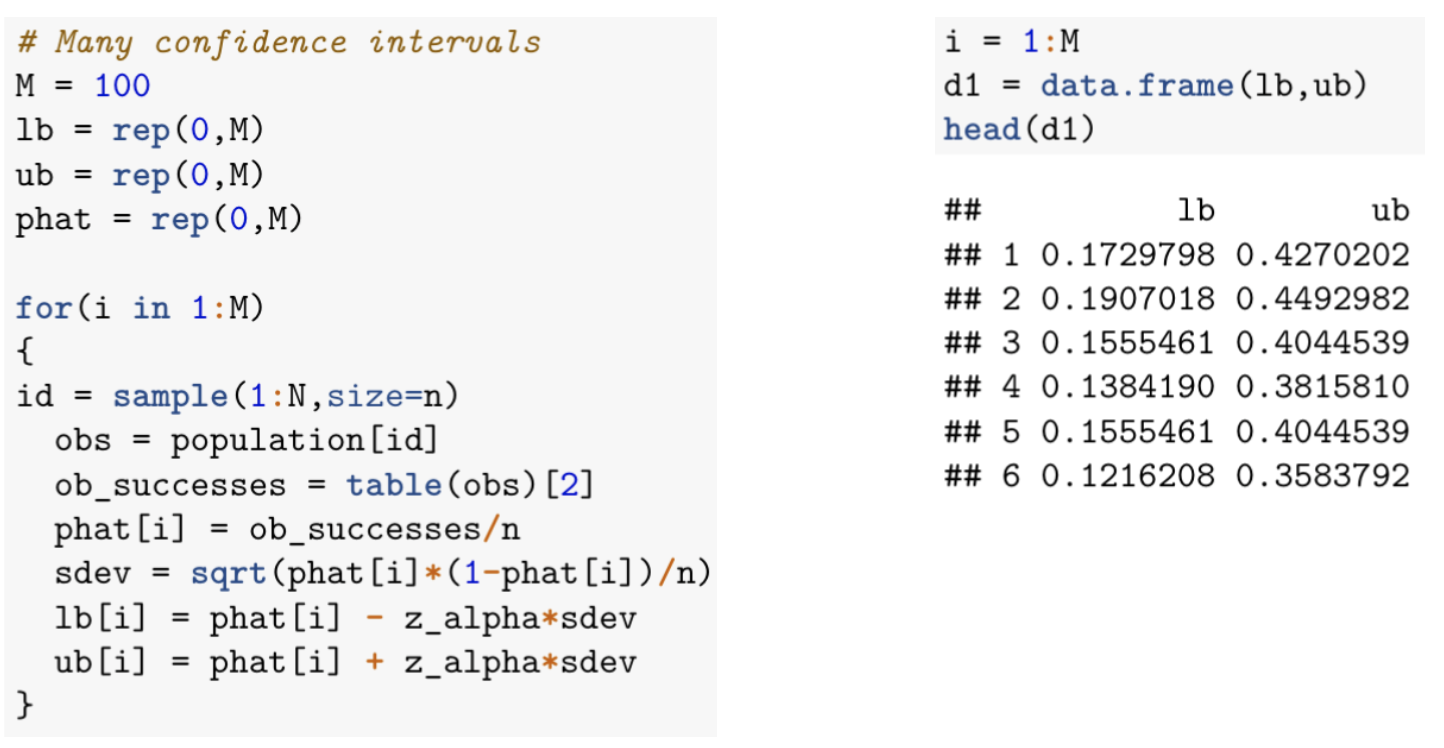 # Many confidence intervals
M = 100
lb = rep(0,M)
ub = rep(0,M)
phat = rep(0,M)
for(i in 1:M)
{
id = sample(1:N,size=n)
obs = population[id]
ob_successes = table(obs)[2]
phat[i] = ob_successes/n
sdev = sqrt(phat[i]*(1-phat[i])/n)
lb[i] = phat[i] - z_alpha*sdev
ub[i] = phat[i] + z_alpha*sdev
}
i = 1:M
d1 = data.frame(lb,ub)
head(d1)
## lb ub
## 1 0.1729798 0.4270202
## 2 0.1907018 0.4492982
## 3 0.1555461 0.4044539
## 4 0.1384190 0.3815810
## 5 0.1555461 0.4044539
## 6 0.1216208 0.3583792